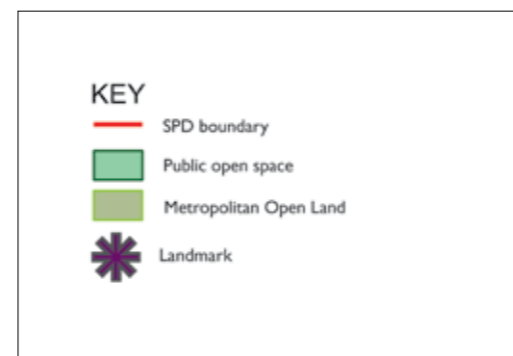 KEY
SPD boundary
Public open space
Metropolitan Open Land
Landmark